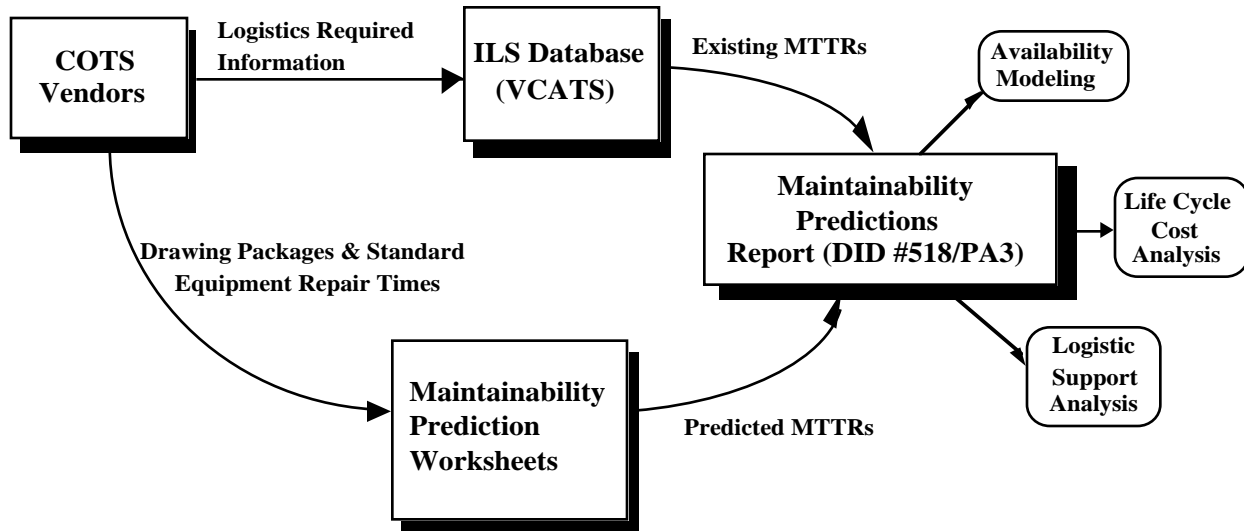 COTS
Vendors
Logistics Required
Information
ILS Database
(VCATS)
Existing MTTRs
Availability
Modeling
Maintainability
Predictions
Report (DID #518/PA3)
Life Cycle
Cost
Analysis
Drawing Packages & Standard
Equipment Repair Times
Maintainability
Prediction
Worksheets
Predicted MTTRs
Logistic
Support
Analysis